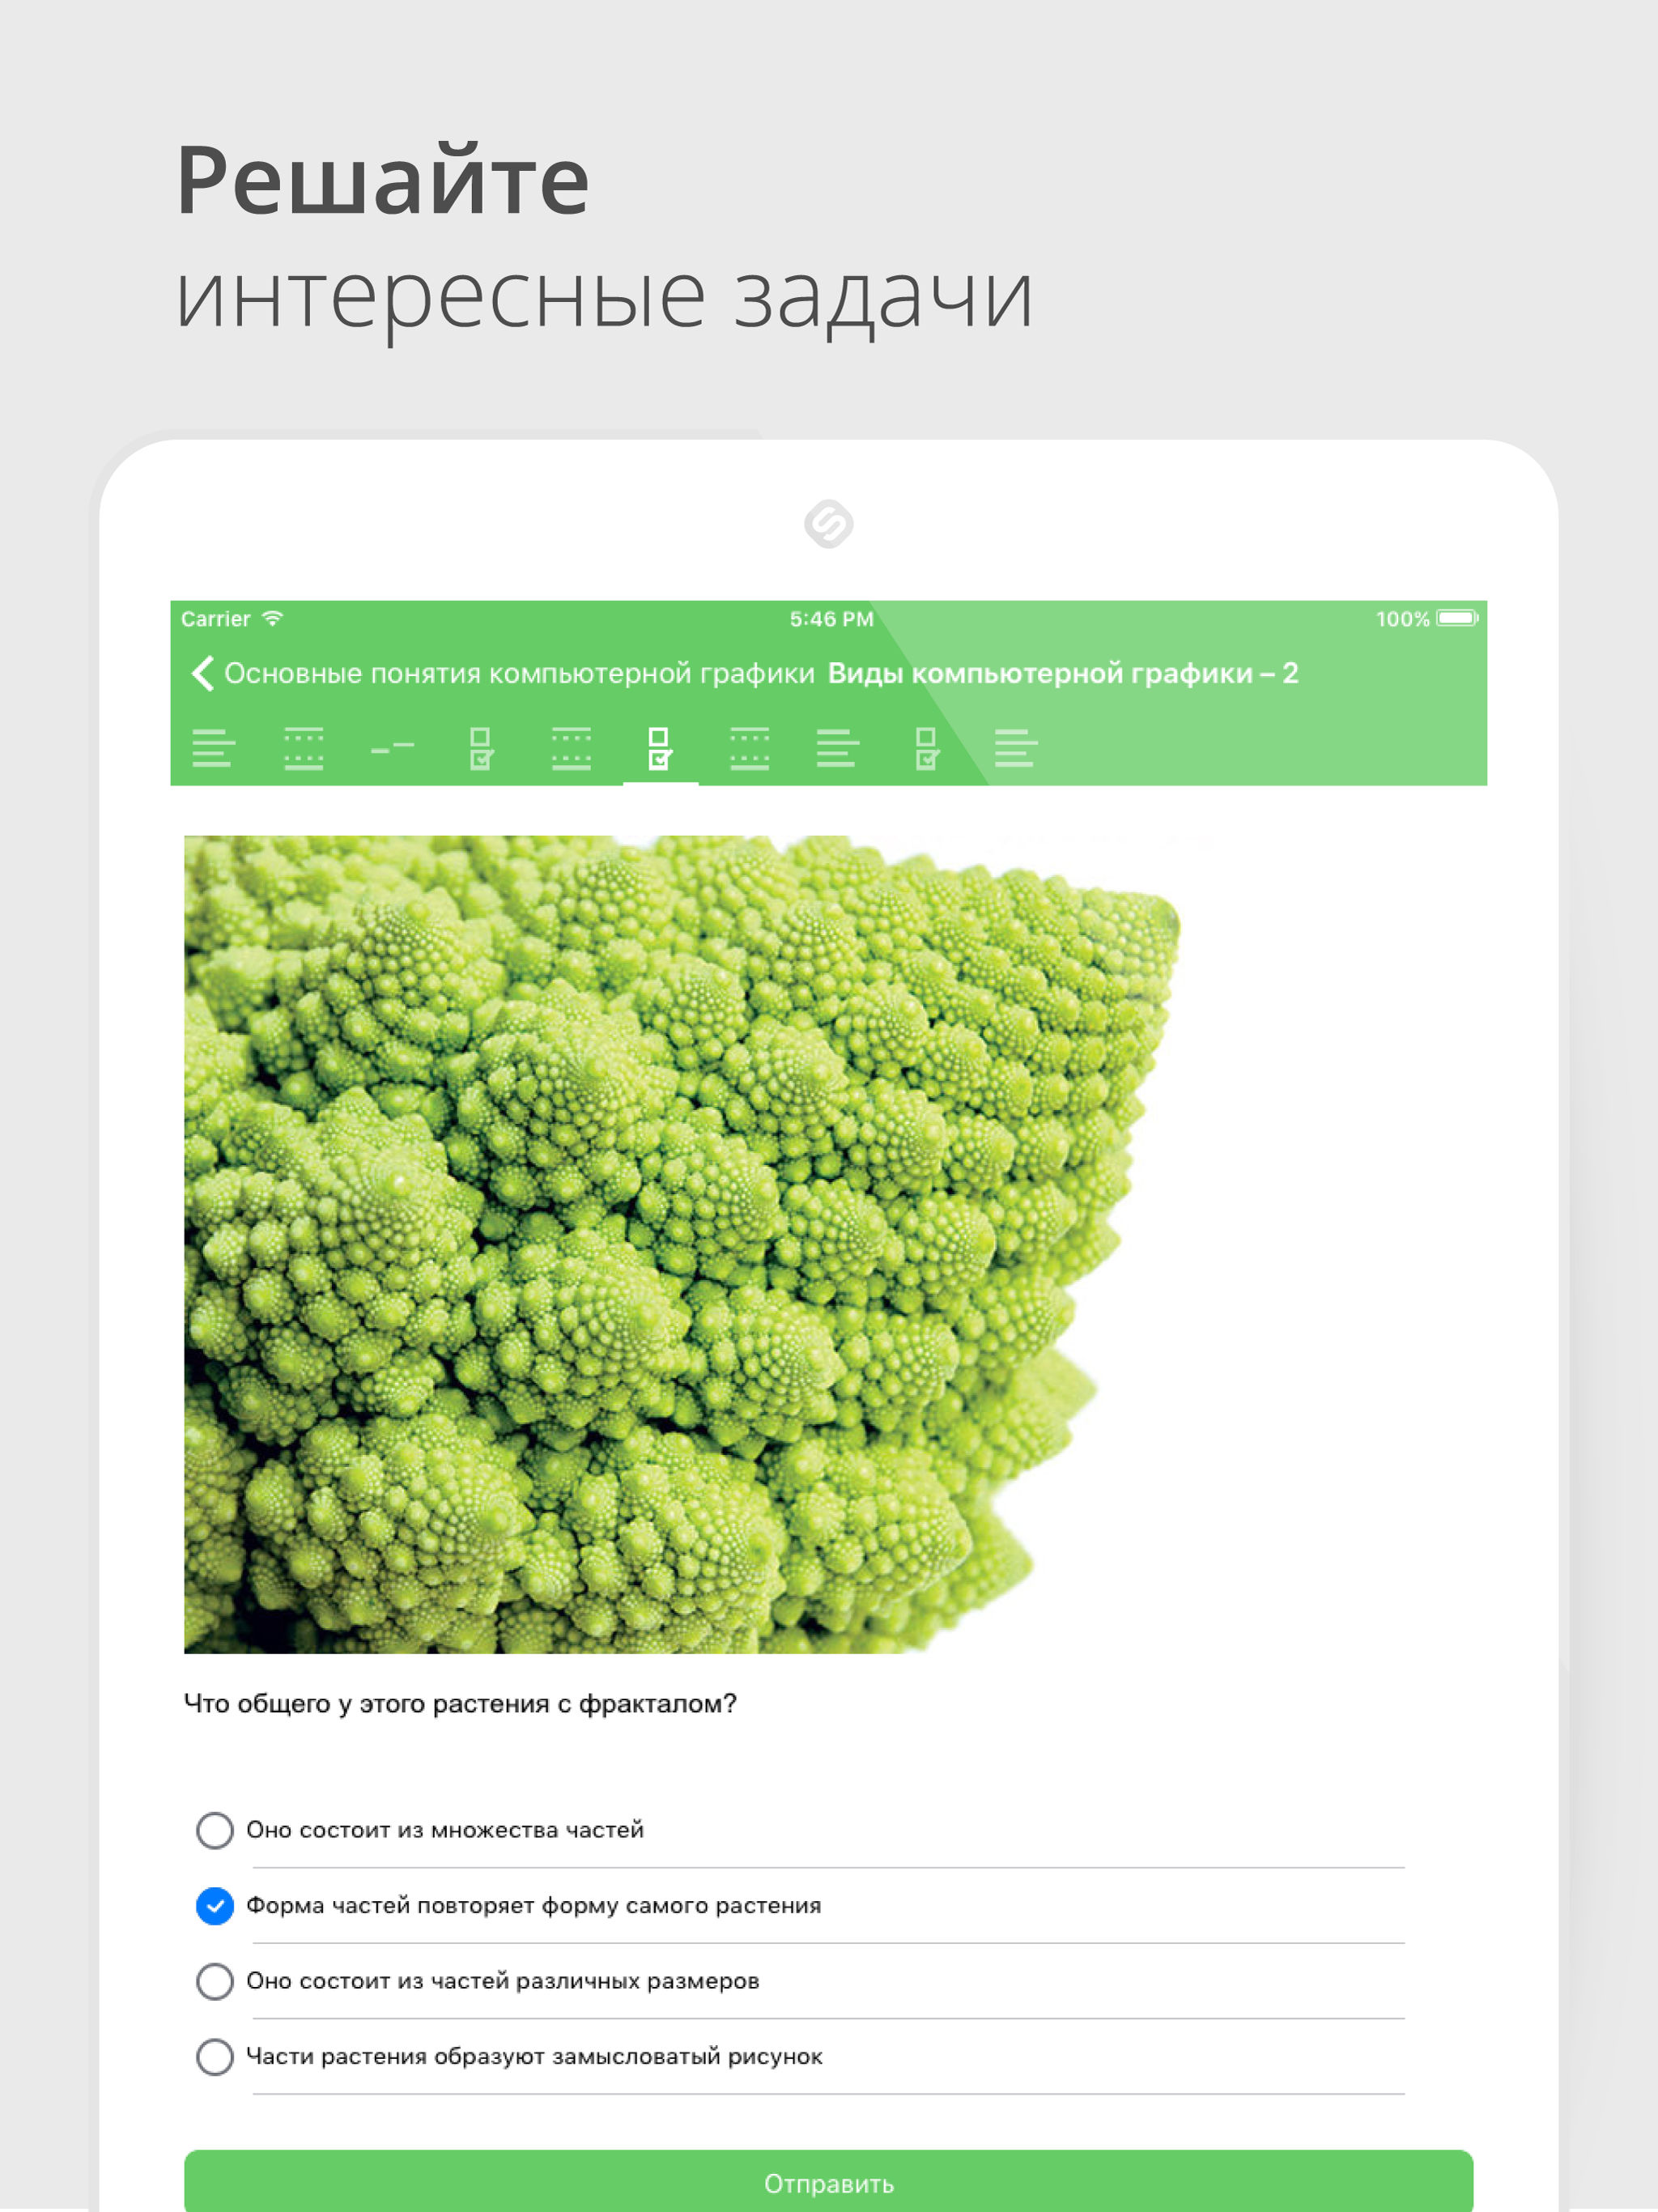 Решайте
интересные задачи
Carrier 5:46 PM 100%
Основные понятия компьютерной графики Виды компьютерной графики – 2
Что общего у этого растения с фракталом?
Оно состоит из множества частей
Форма частей повторяет форму самого растения
Оно состоит из частей различных размеров
Части растения образуют замысловатый рисунок
Отправить